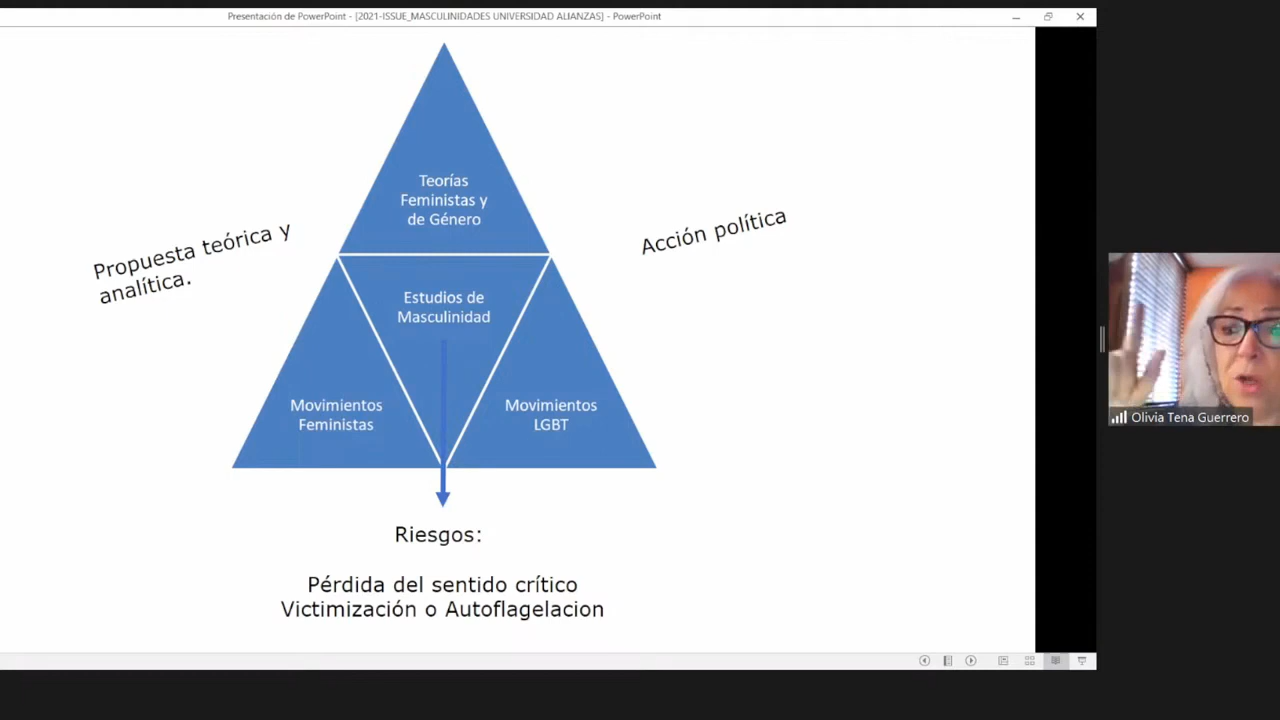 Presentación de PowerPoint - [2021-ISSUE_MASCULINIDADES UNIVERSIDAD ALIANZAS] - PowerPoint
Teorías
Feministas y
de Género
Propuesta teórica y
analítica.
Acción política
Estudios de
Masculinidad
Movimientos
Feministas
Movimientos
LGBT
Riesgos:
Pérdida del sentido crítico
Victimización o Autoflagelacion
Olivia Tena Guerrero